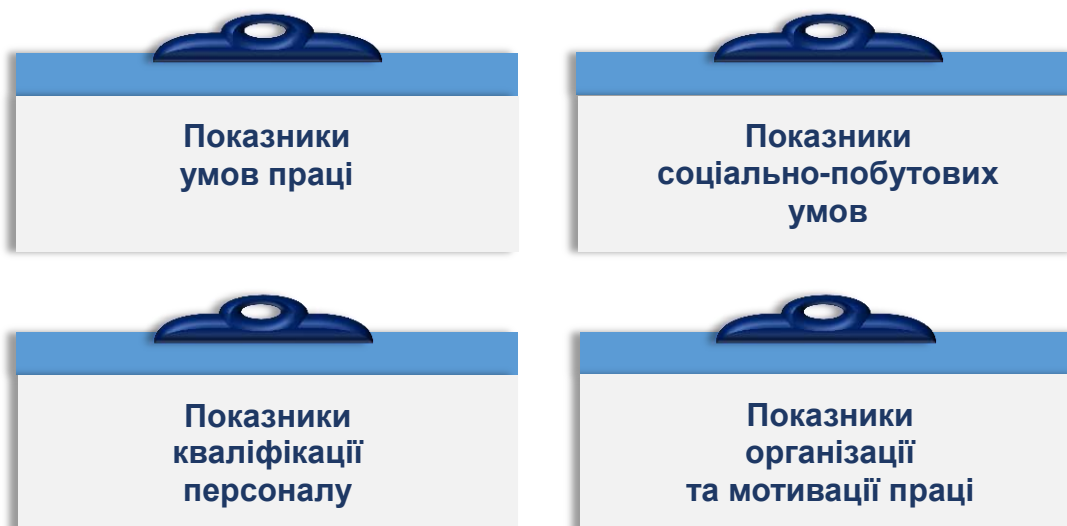 Показники
умов праці
Показники
соціально-побутових
умов
Показники
кваліфікації
персоналу
Показники
організації
та мотивації праці